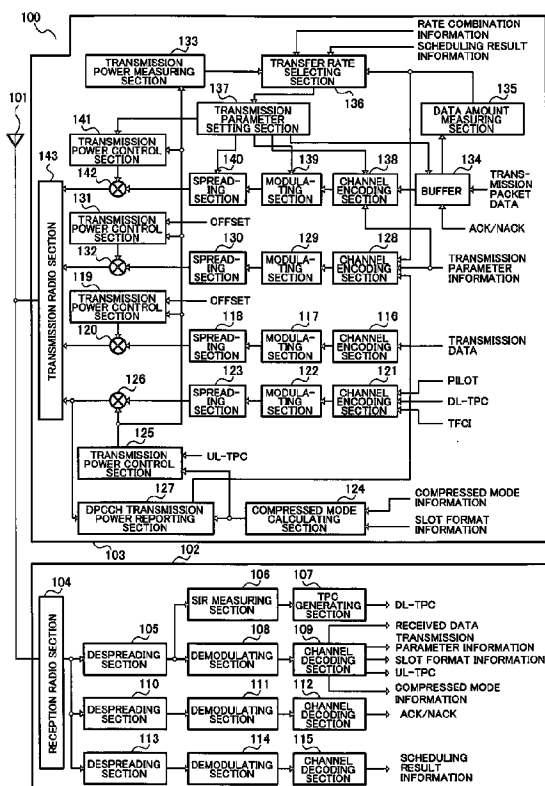 100
RATE COMBINATION
INFORMATION
SCHEDULING RESULT
INFORMATION
133
TRANSMISSION
POWER MEASURING
SECTION
TRANSFER RATE
SELECTING
SECTION
136
101
137
TRANSMISSION
PARAMETER
SETTING SECTION
135
DATA AMOUNT
MEASURING
SECTION
141
TRANSMISSION
POWER CONTROL
SECTION
143
142
140
SPREAD-
ING SECTION
139
MODULA-
TING
SECTION
138
CHANNEL
ENCODING
SECTION
134
BUFFER
TRANS-
MISSION
PACKET
DATA
ACK/NACK
131
TRANSMISSION
POWER CONTROL
SECTION
OFFSET
132
130
SPREAD-
ING
SECTION
129
MODULA-
TING
SECTION
128
CHANNEL
ENCODING
SECTION
TRANSMISSION
PARAMETER
INFORMATION
TRANSMISSION RADIO SECTION
119
TRANSMISSION
POWER CONTROL
SECTION
OFFSET
120
118
SPREAD-
ING
SECTION
117
MODULA-
TING
SECTION
116
CHANNEL
ENCODING
SECTION
TRANSMISSION
DATA
126
123
SPREAD-
ING
SECTION
122
MODULA-
TING
SECTION
121
CHANNEL
ENCODING
SECTION
PILOT
DL-TPC
TFCI
125
TRANSMISSION
POWER CONTROL
SECTION
UL-TPC
127
DPCCH TRANSMISSION
POWER REPORTING
SECTION
124
COMPRESSED MODE
CALCULATING
SECTION
COMPRESSED MODE
INFORMATION
SLOT FORMAT
INFORMATION
103
102
104
RECEPTION RADIO SECTION
106
SIR MEASURING
SECTION
107
TPC
GENERATING
SECTION
DL-TPC
105
DESPREADING
SECTION
108
DEMODULATING
SECTION
109
CHANNEL
DECODING
SECTION
RECEIVED DATA
TRANSMISSION
PARAMETER INFORMATION
SLOT FORMAT INFORMATION
UL-TPC
COMPRESSED MODE
INFORMATION
110
DESPREADING
SECTION
111
DEMODULATING
SECTION
112
CHANNEL
DECODING
SECTION
ACK/NACK
113
DESPREADING
SECTION
114
DEMODULATING
SECTION
115
CHANNEL
DECODING
SECTION
SCHEDULING
RESULT
INFORMATION